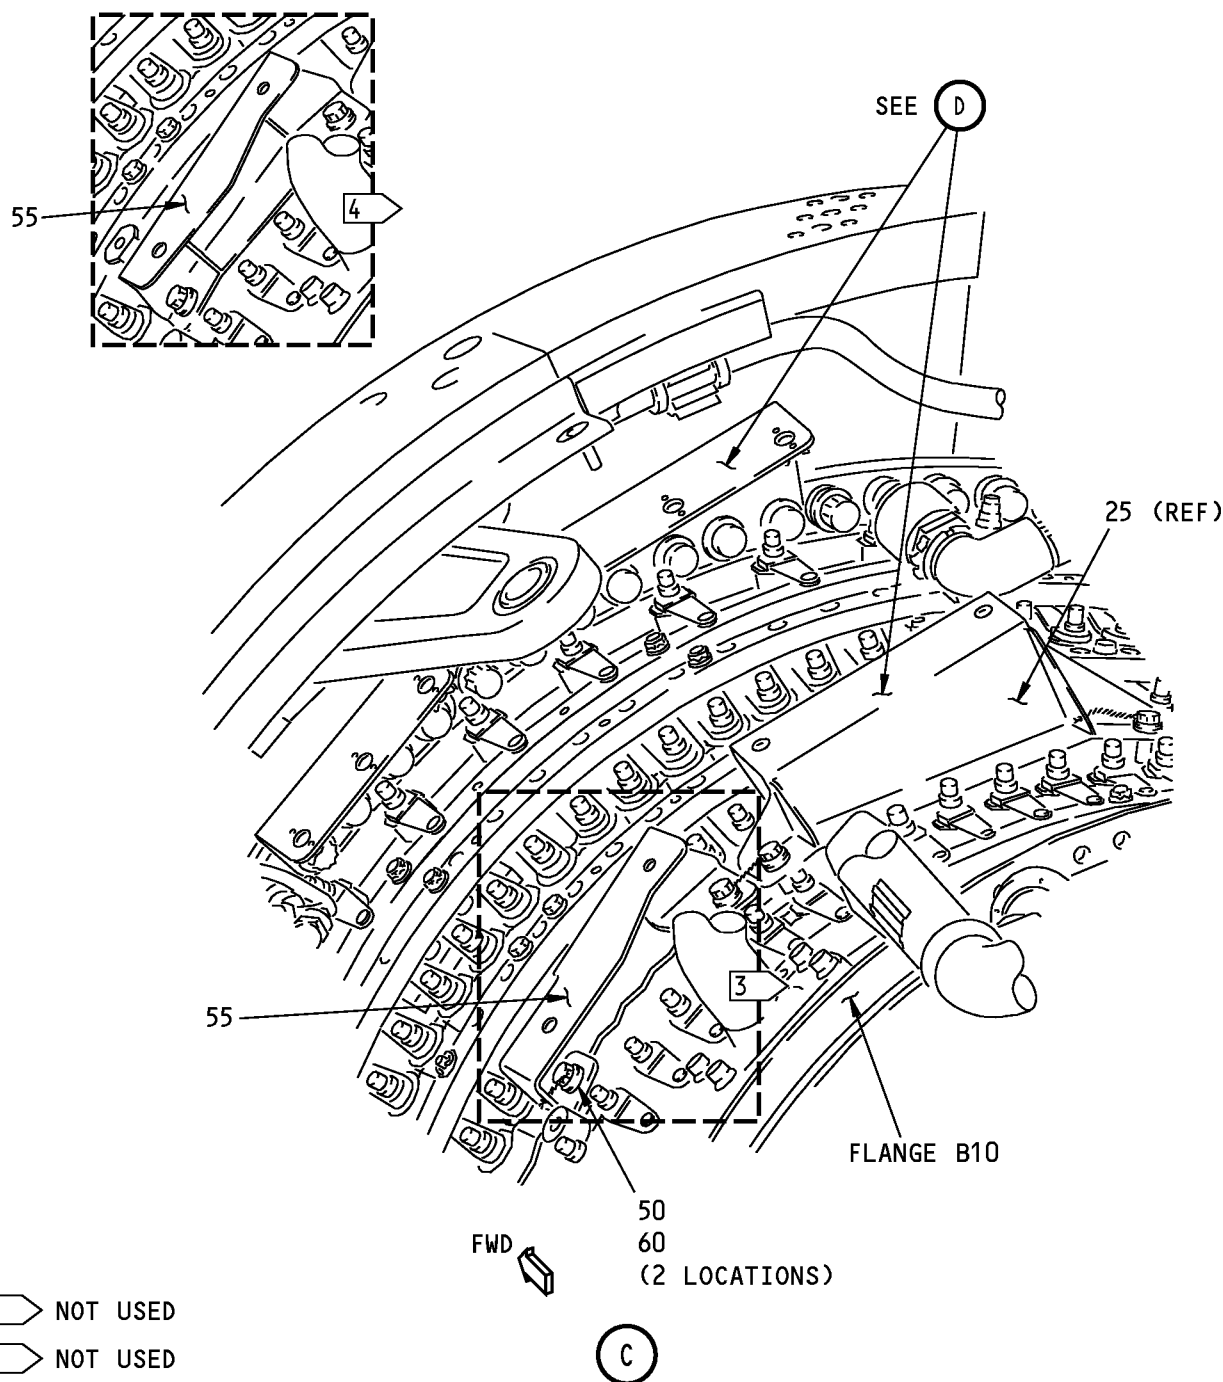 SEE D
55
4
25 (REF)
3
55
FLANGE B10
50
60
(2 LOCATIONS)
FWD
NOT USED
NOT USED
C